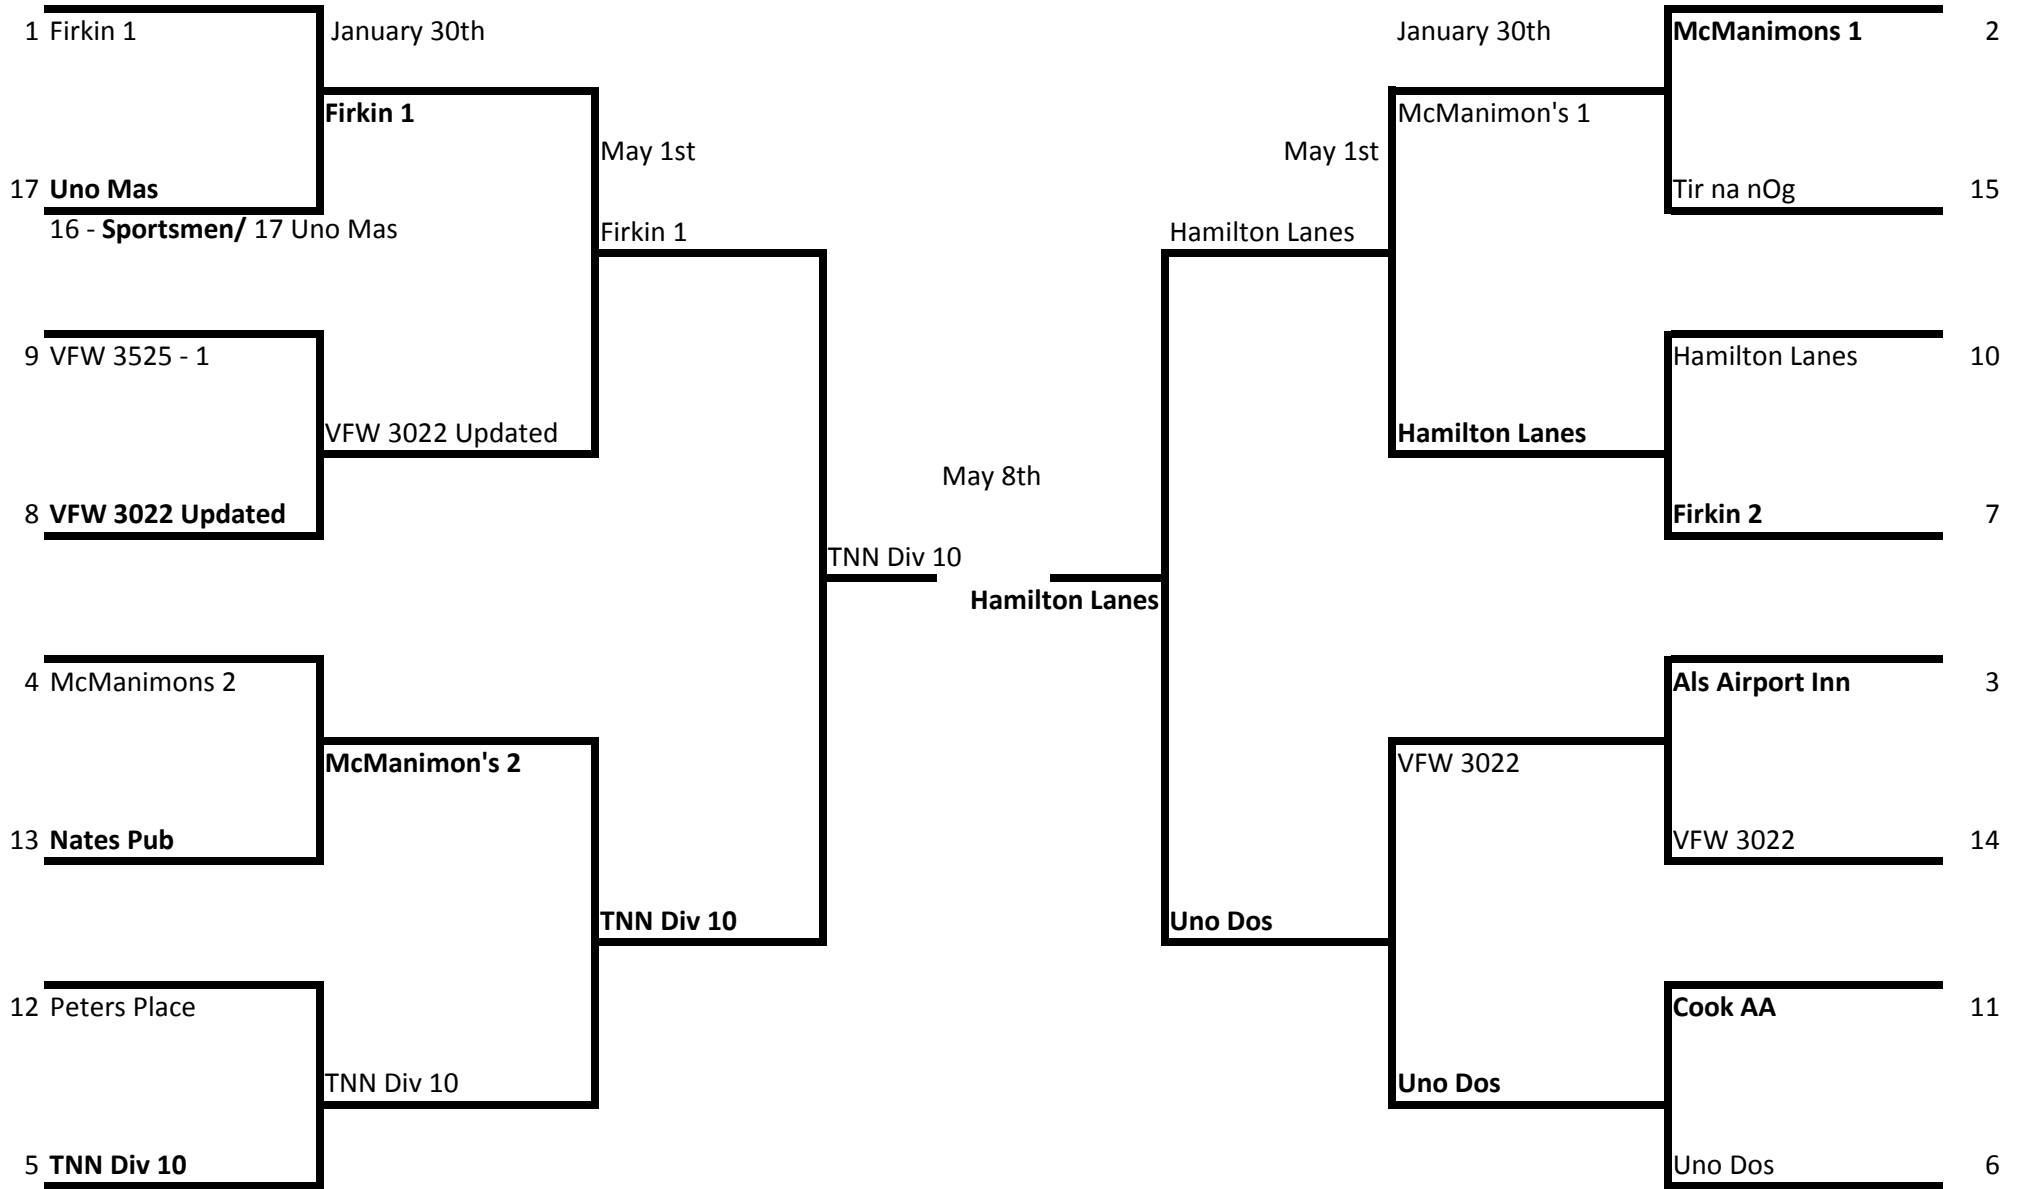 1 Firkin 1 January 30th January 30th McManimons 1 2
Firkin 1 McManimon's 1
May 1st May 1st
17 Uno Mas Tir na nOg 15
16 - Sportsmen/ 17 Uno Mas Firkin 1 Hamilton Lanes
9 VFW 3525 - 1 Hamilton Lanes 10
VFW 3022 Updated Hamilton Lanes
May 8th
8 VFW 3022 Updated Firkin 2 7
TNN Div 10
Hamilton Lanes
4 McManimons 2 Als Airport Inn 3
McManimon's 2 VFW 3022
13 Nates Pub VFW 3022 14
TNN Div 10 Uno Dos
12 Peters Place Cook AA 11
TNN Div 10 Uno Dos
5 TNN Div 10 Uno Dos 6